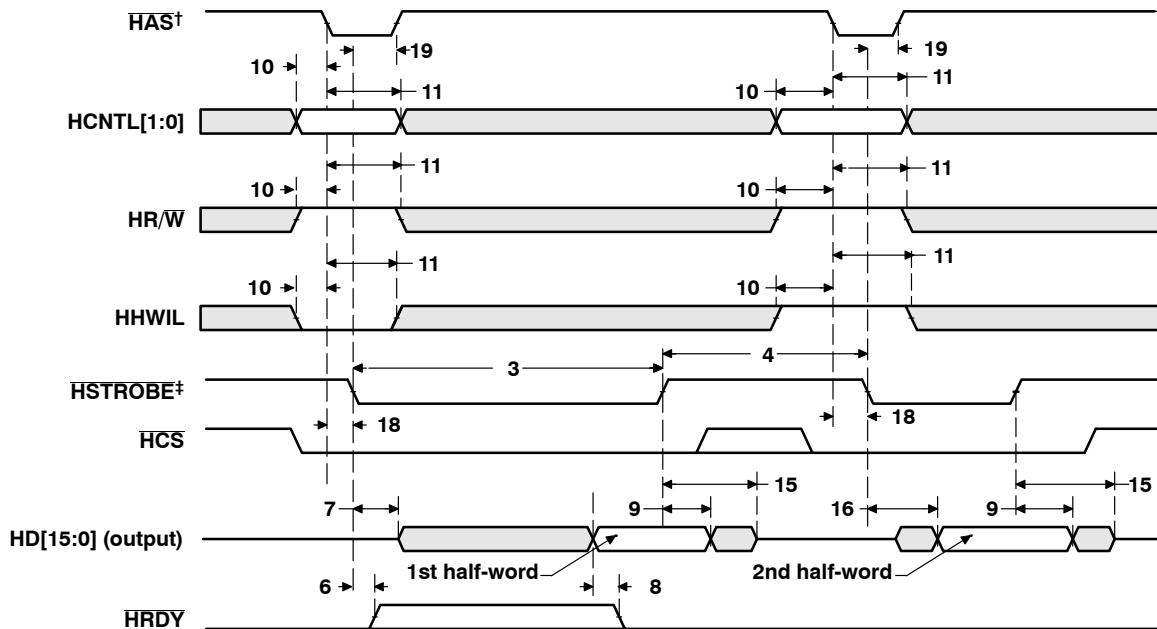 HAS†
19
19
10
11
10
11
HCNTL[1:0]
11
11
10
10
HR/W
11
11
10
10
HHWIL
3
4
HSTROBE‡
18
18
HCS
15
15
7
9
16
9
HD[15:0] (output)
1st half-word
2nd half-word
6
8
HRDY